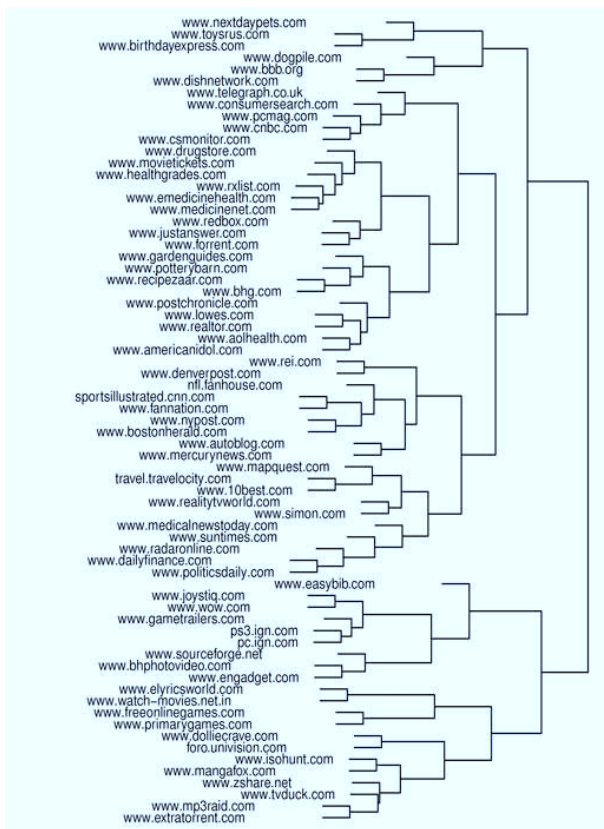 www.nextdaypets.com
www.toysrus.com
www.birthdayexpress.com
www.dogpile.com
www.bbb.org
www.dishnetwork.com
www.telegraph.co.uk
www.consumersearch.com
www.pcmag.com
www.cnbc.com
www.csmonitor.com
www.drugstore.com
www.movietickets.com
www.healthgrades.com
www.rxlist.com
www.emedicinehealth.com
www.medicinenet.com
www.redbox.com
www.justanswer.com
www.forrent.com
www.gardenguides.com
www.potterybarn.com
www.recipezaar.com
www.bhg.com
www.postchronicle.com
www.lowes.com
www.realtor.com
www.aolhealth.com
www.americanidol.com
www.rei.com
www.denverpost.com
nfl.fanhouse.com
sportsillustrated.cnn.com
www.fannation.com
www.nypost.com
www.bostonherald.com
www.autoblog.com
www.mercurynews.com
www.mapquest.com
travel.travelocity.com
www.10best.com
www.realitytvworld.com
www.simon.com
www.medicalnewstoday.com
www.suntimes.com
www.radaronline.com
www.dailyfinance.com
www.politicsdaily.com
www.easybib.com
www.joystiq.com
www.wow.com
www.gametrailers.com
ps3.ign.com
pc.ign.com
www.sourceforge.net
www.bhphotovideo.com
www.engadget.com
www.elyricsworld.com
www.watch-movies.net.in
www.freeonlinegames.com
www.primarygames.com
www.dolliecrave.com
foro.univision.com
www.isohunt.com
www.mangafox.com
www.zshare.net
www.tvduck.com
www.mp3raid.com
www.extratorrent.com